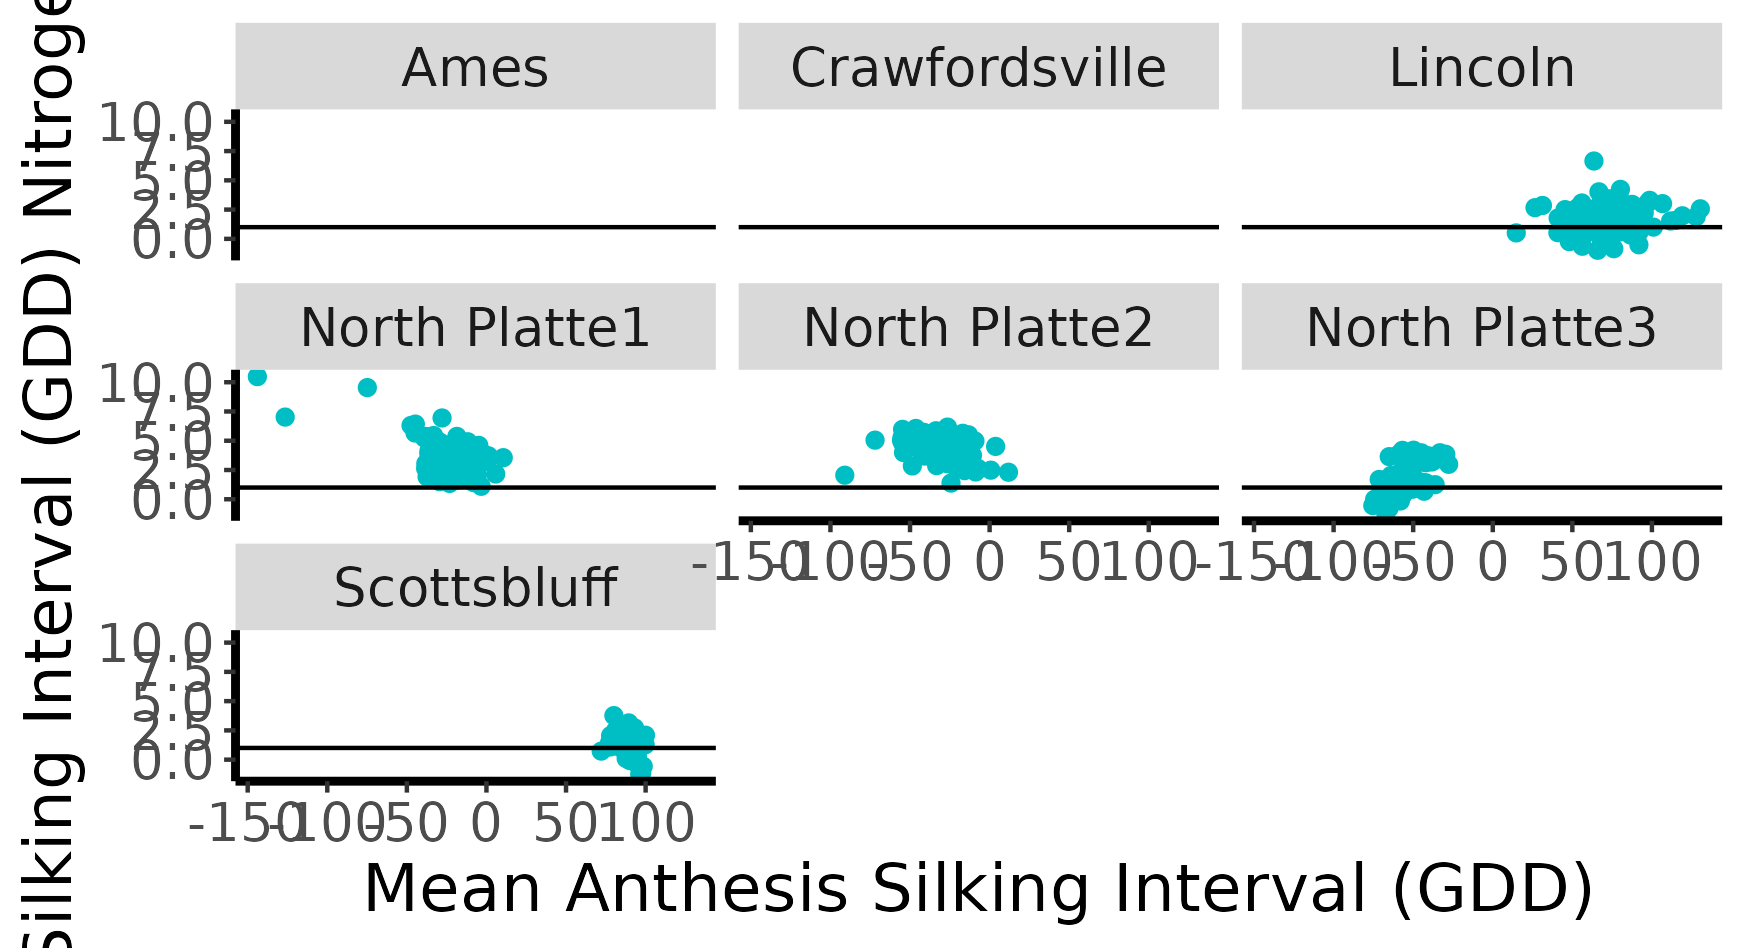 Silking Interval (GDD) Nitroge
Ames Crawfordsville Lincoln
10.0
7.5
5.0
2.5
0.0
North Platte1 North Platte2 North Platte3
10.0
7.5
5.0
2.5
0.0
-150 -100 -50 0 50 100 -150 -100 -50 0 50 100
Scottsbluff
10.0
7.5
5.0
2.5
0.0
-150 -100 -50 0 50 100
Mean Anthesis Silking Interval (GDD)